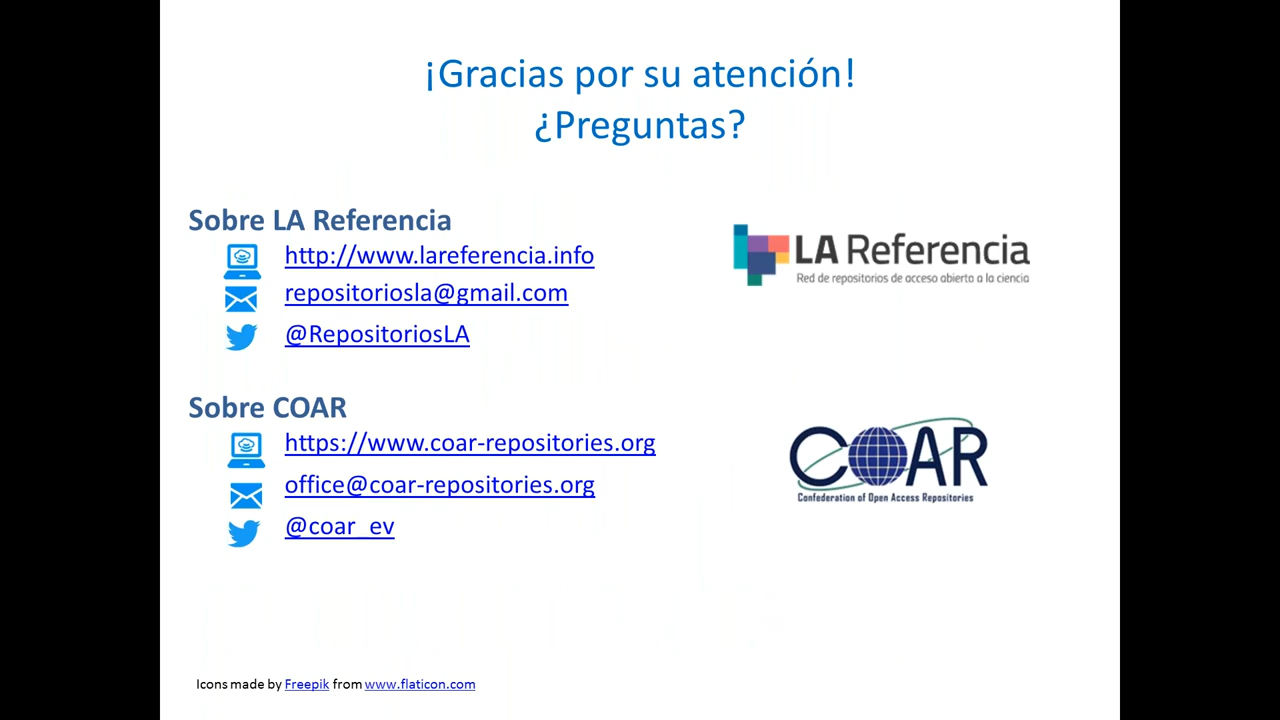 ¡Gracias por su atención!
¿Preguntas?
Sobre LA Referencia
http://www.lareferencia.info
repositoriosla@gmail.com
@RepositoriosLA
LA Referencia
Red de repositorios de acceso abierto a la ciencia
Sobre COAR
https://www.coar-repositories.org
office@coar-repositories.org
@coar_ev
COAR
Confederation of Open Access Repositories
Icons made by Freepik from www.flaticon.com